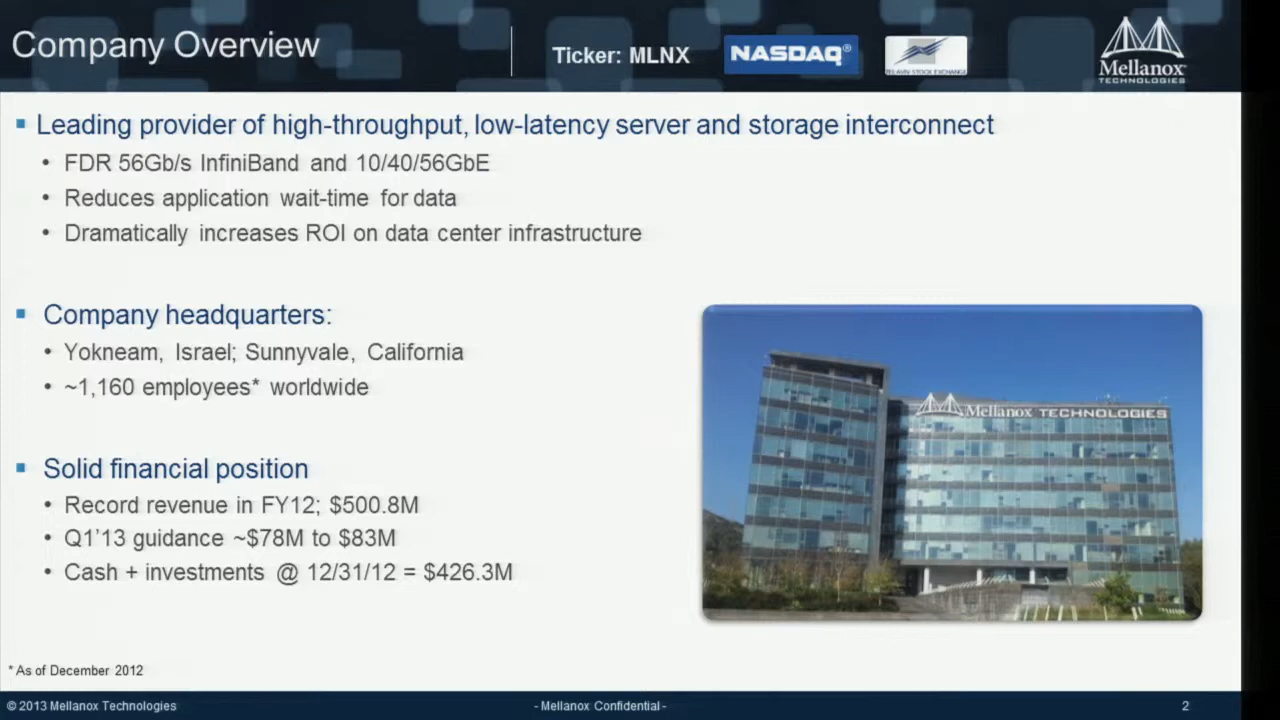 Company Overview
Ticker: MLNX
NASDAQ®
TEL AVIV STOCK EXCHANGE
Mellanox
TECHNOLOGIES
Leading provider of high-throughput, low-latency server and storage interconnect
• FDR 56Gb/s InfiniBand and 10/40/56GbE
• Reduces application wait-time for data
• Dramatically increases ROI on data center infrastructure
Company headquarters:
• Yokneam, Israel; Sunnyvale, California
• ~1,160 employees* worldwide
Mellanox TECHNOLOGIES
Solid financial position
• Record revenue in FY12; $500.8M
• Q1'13 guidance ~$78M to $83M
• Cash + investments @ 12/31/12 = $426.3M
* As of December 2012
© 2013 Mellanox Technologies
- Mellanox Confidential -
2